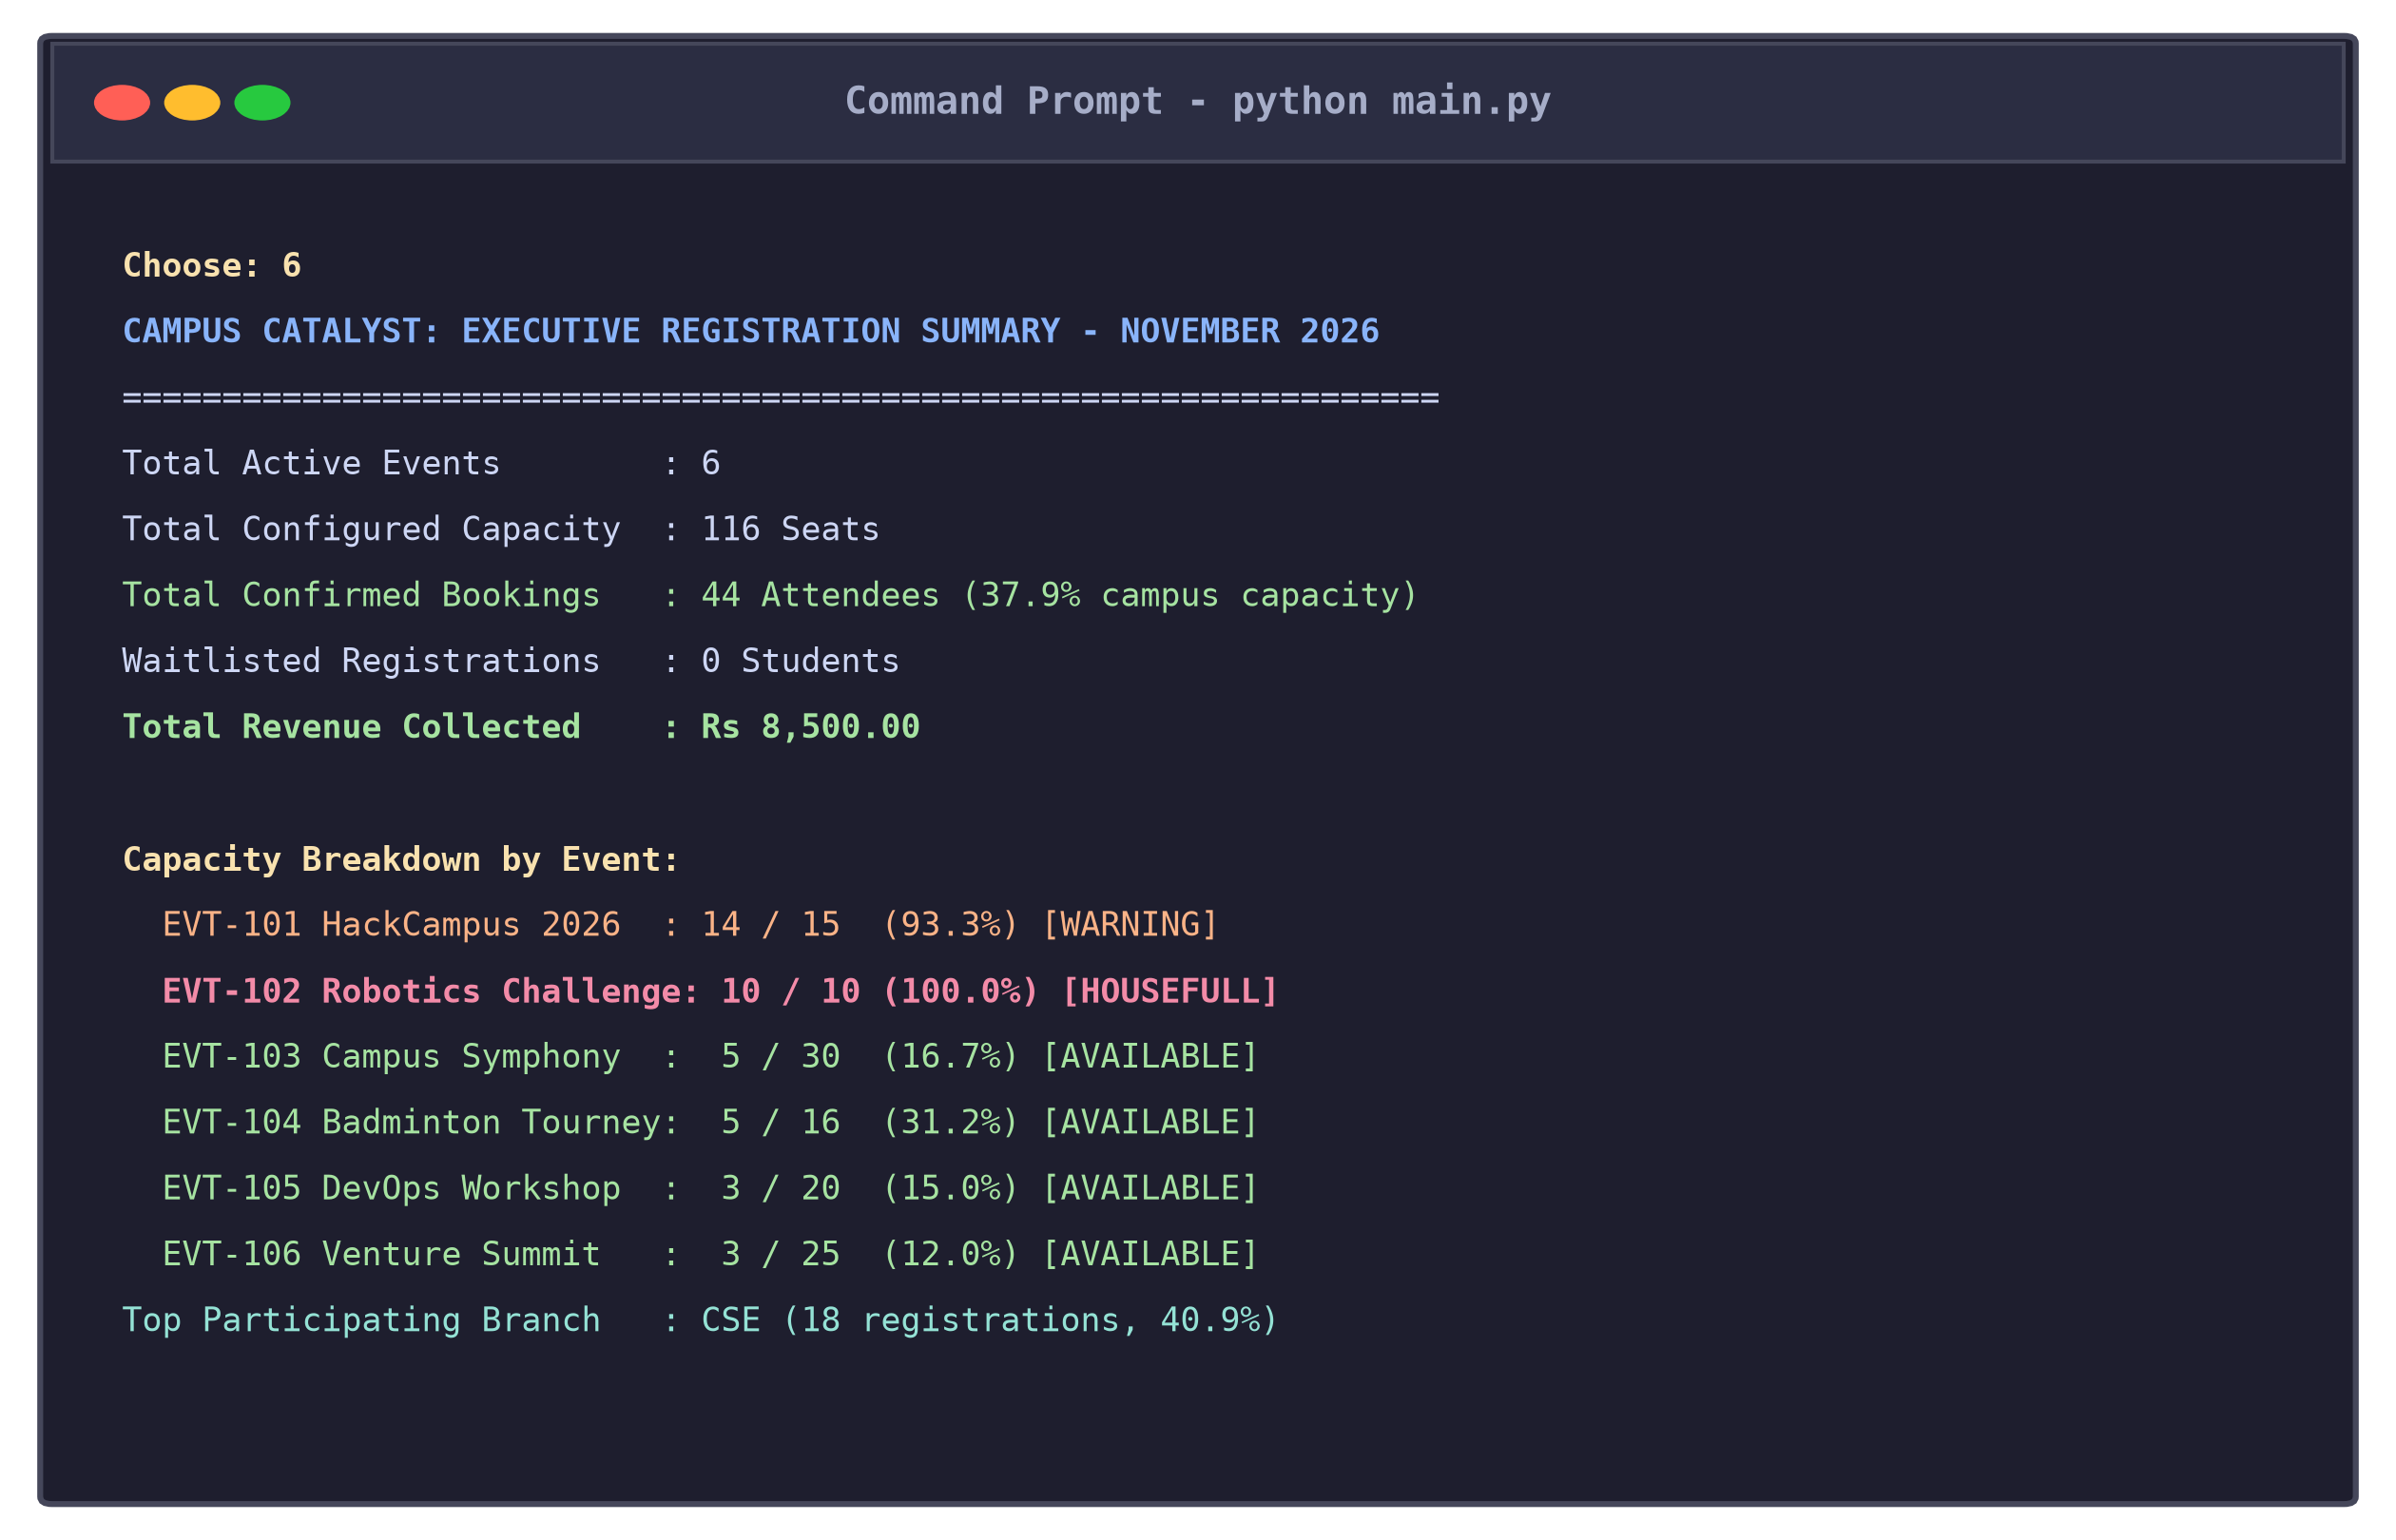 Command Prompt - python main.py
Choose: 6
CAMPUS CATALYST: EXECUTIVE REGISTRATION SUMMARY - NOVEMBER 2026
==================================================================
Total Active Events        : 6
Total Configured Capacity  : 116 Seats
Total Confirmed Bookings   : 44 Attendees (37.9% campus capacity)
Waitlisted Registrations   : 0 Students
Total Revenue Collected    : Rs 8,500.00
Capacity Breakdown by Event:
  EVT-101 HackCampus 2026  : 14 / 15  (93.3%) [WARNING]
  EVT-102 Robotics Challenge: 10 / 10 (100.0%) [HOUSEFULL]
  EVT-103 Campus Symphony  :  5 / 30  (16.7%) [AVAILABLE]
  EVT-104 Badminton Tourney:  5 / 16  (31.2%) [AVAILABLE]
  EVT-105 DevOps Workshop  :  3 / 20  (15.0%) [AVAILABLE]
  EVT-106 Venture Summit   :  3 / 25  (12.0%) [AVAILABLE]
Top Participating Branch   : CSE (18 registrations, 40.9%)